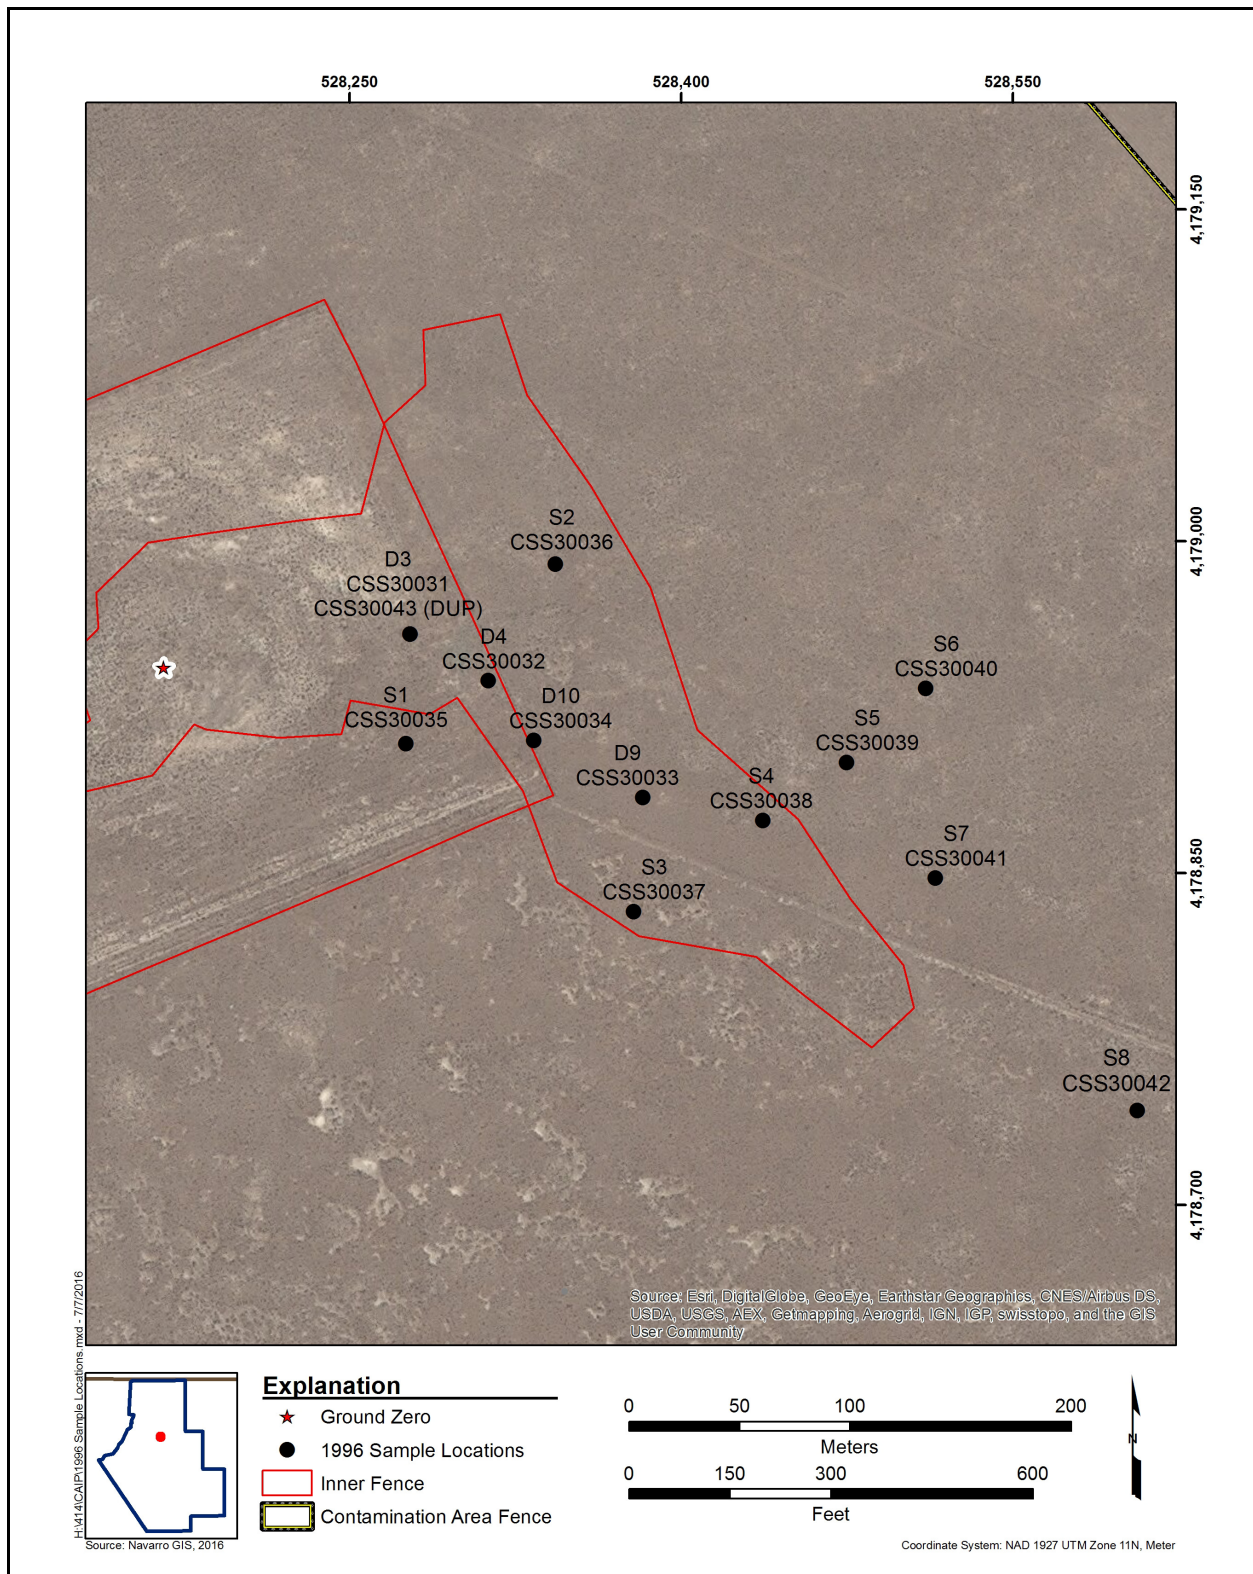 528,250
528,400
528,550
4,179,150
4,179,000
4,178,850
4,178,700
S2
CSS30036
D3
CSS30031
CSS30043 (DUP)
D4
CSS30032
S1
CSS30035
D10
CSS30034
D9
CSS30033
S6
CSS30040
S5
CSS30039
S4
CSS30038
S7
CSS30041
S3
CSS30037
S8
CSS30042
Source: Esri, DigitalGlobe, GeoEye, Earthstar Geographics, CNES/Airbus DS,
USDA, USGS, AEX, Getmapping, Aerogrid, IGN, IGP, swisstopo, and the GIS
User Community
H:\414\CAIP\1996 Sample Locations.mxd - 7/7/2016
Explanation
Ground Zero
1996 Sample Locations
Inner Fence
Contamination Area Fence
0 50 100 200
Meters
0 150 300 600
Feet
N
Source: Navarro GIS, 2016
Coordinate System: NAD 1927 UTM Zone 11N, Meter